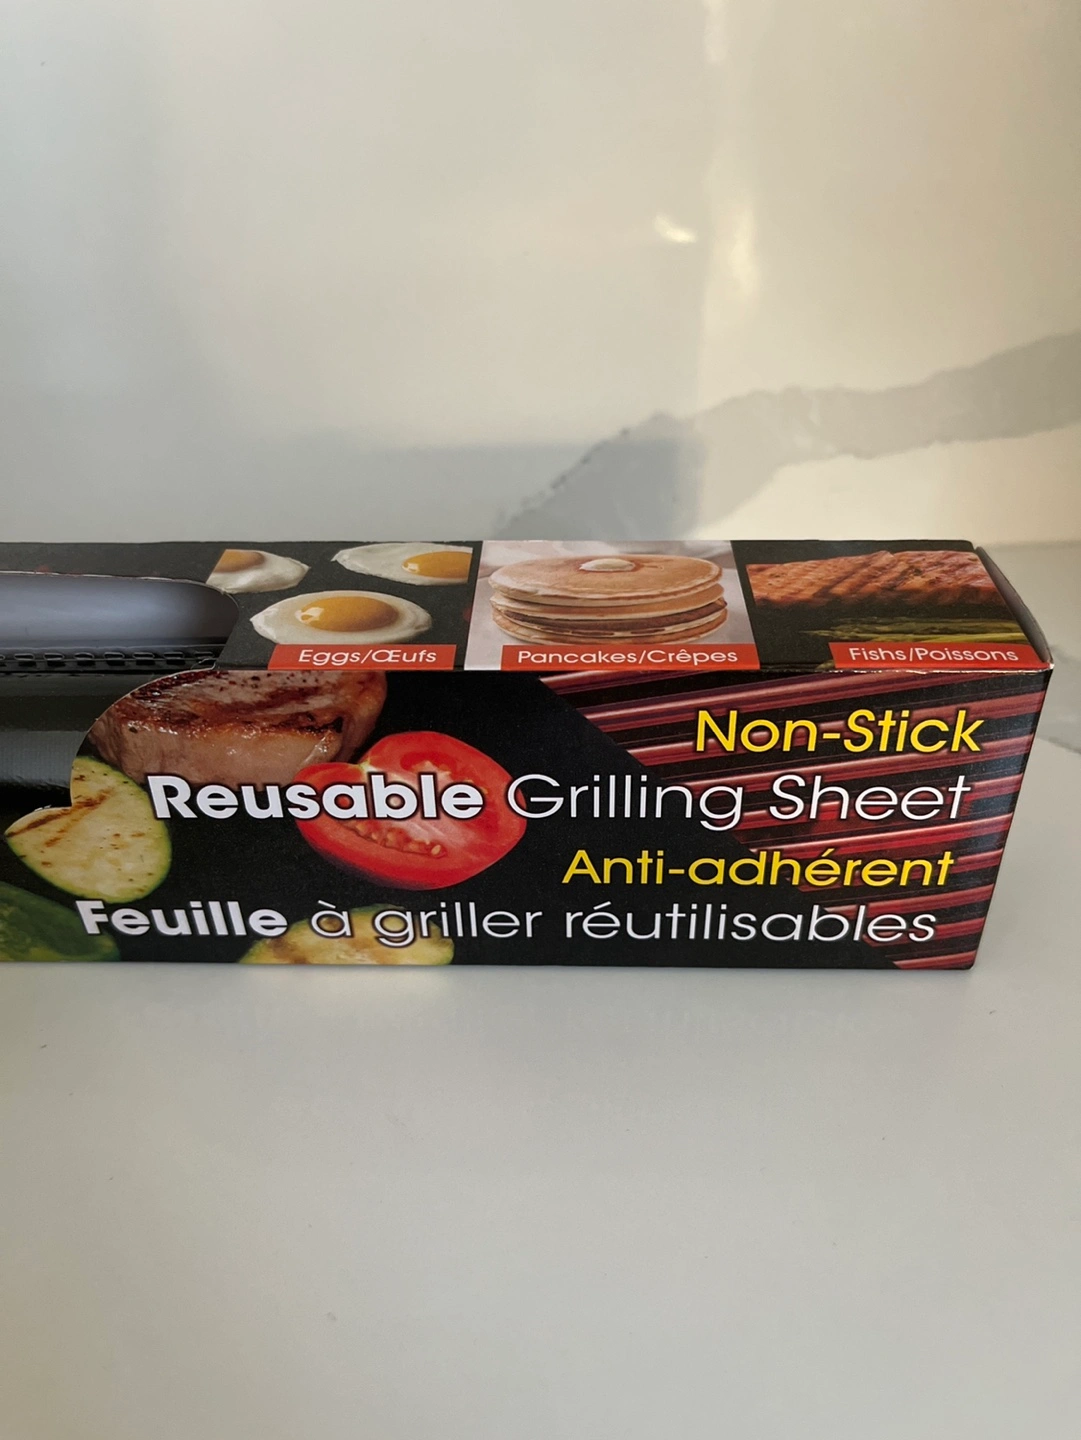 Eggs/Œufs
Pancakes/Crêpes
Fishs/Poissons
Non-Stick
Reusable Grilling Sheet
Anti-adhérent
Feuille à griller réutilisables